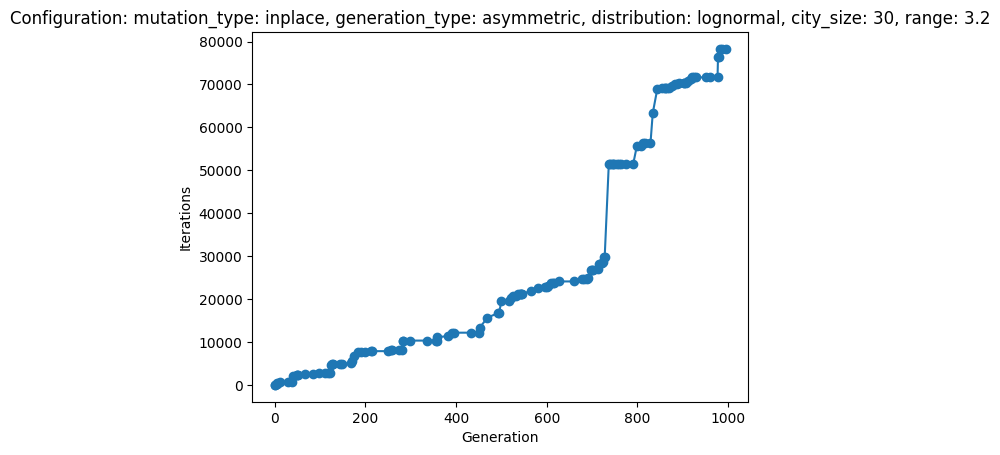 Configuration: mutation_type: inplace, generation_type: asymmetric, distribution: lognormal, city_size: 30, range: 3.2
80000
70000
60000
50000
40000
30000
20000
10000
0
Iterations
0 200 400 600 800 1000
Generation